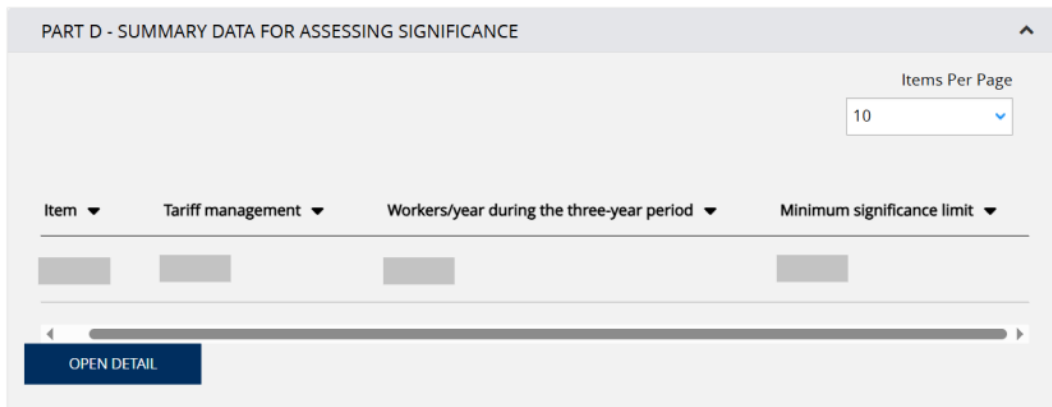 PART D - SUMMARY DATA FOR ASSESSING SIGNIFICANCE
Items Per Page
10
Item Tariff management Workers/year during the three-year period Minimum significance limit
OPEN DETAIL